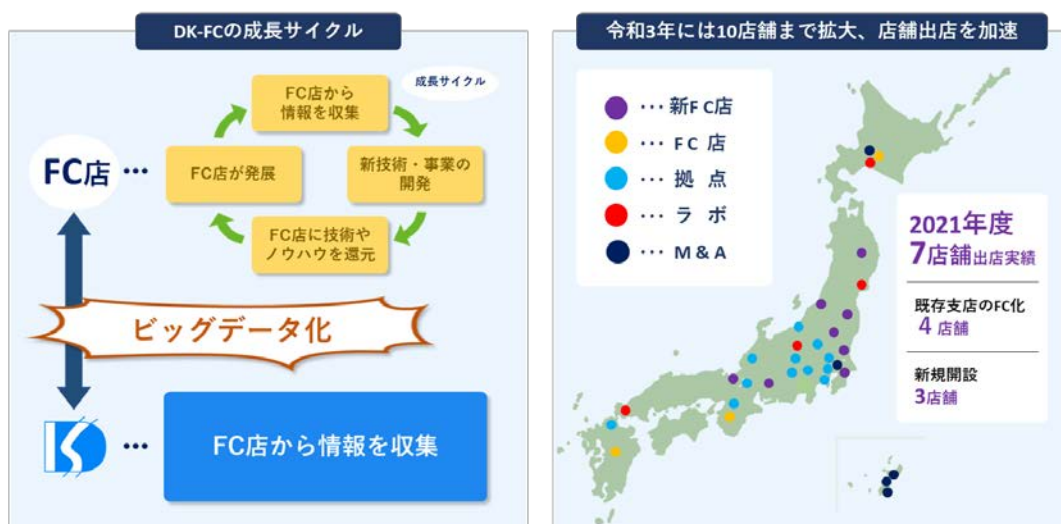 DK-FCの成長サイクル
成長サイクル
FC店から
情報を収集
FC店
…
FC店が発展
新技術・事業の
開発
FC店に技術や
ノウハウを還元
ビッグデータ化
…
FC店から情報を収集
令和3年には10店舗まで拡大、店舗出店を加速
… 新FC店
… FC 店
… 拠 点
… ラ ボ
… M & A
2021年度
7店舗出店実績
既存支店のFC化
4 店舗
新規開設
3店舗